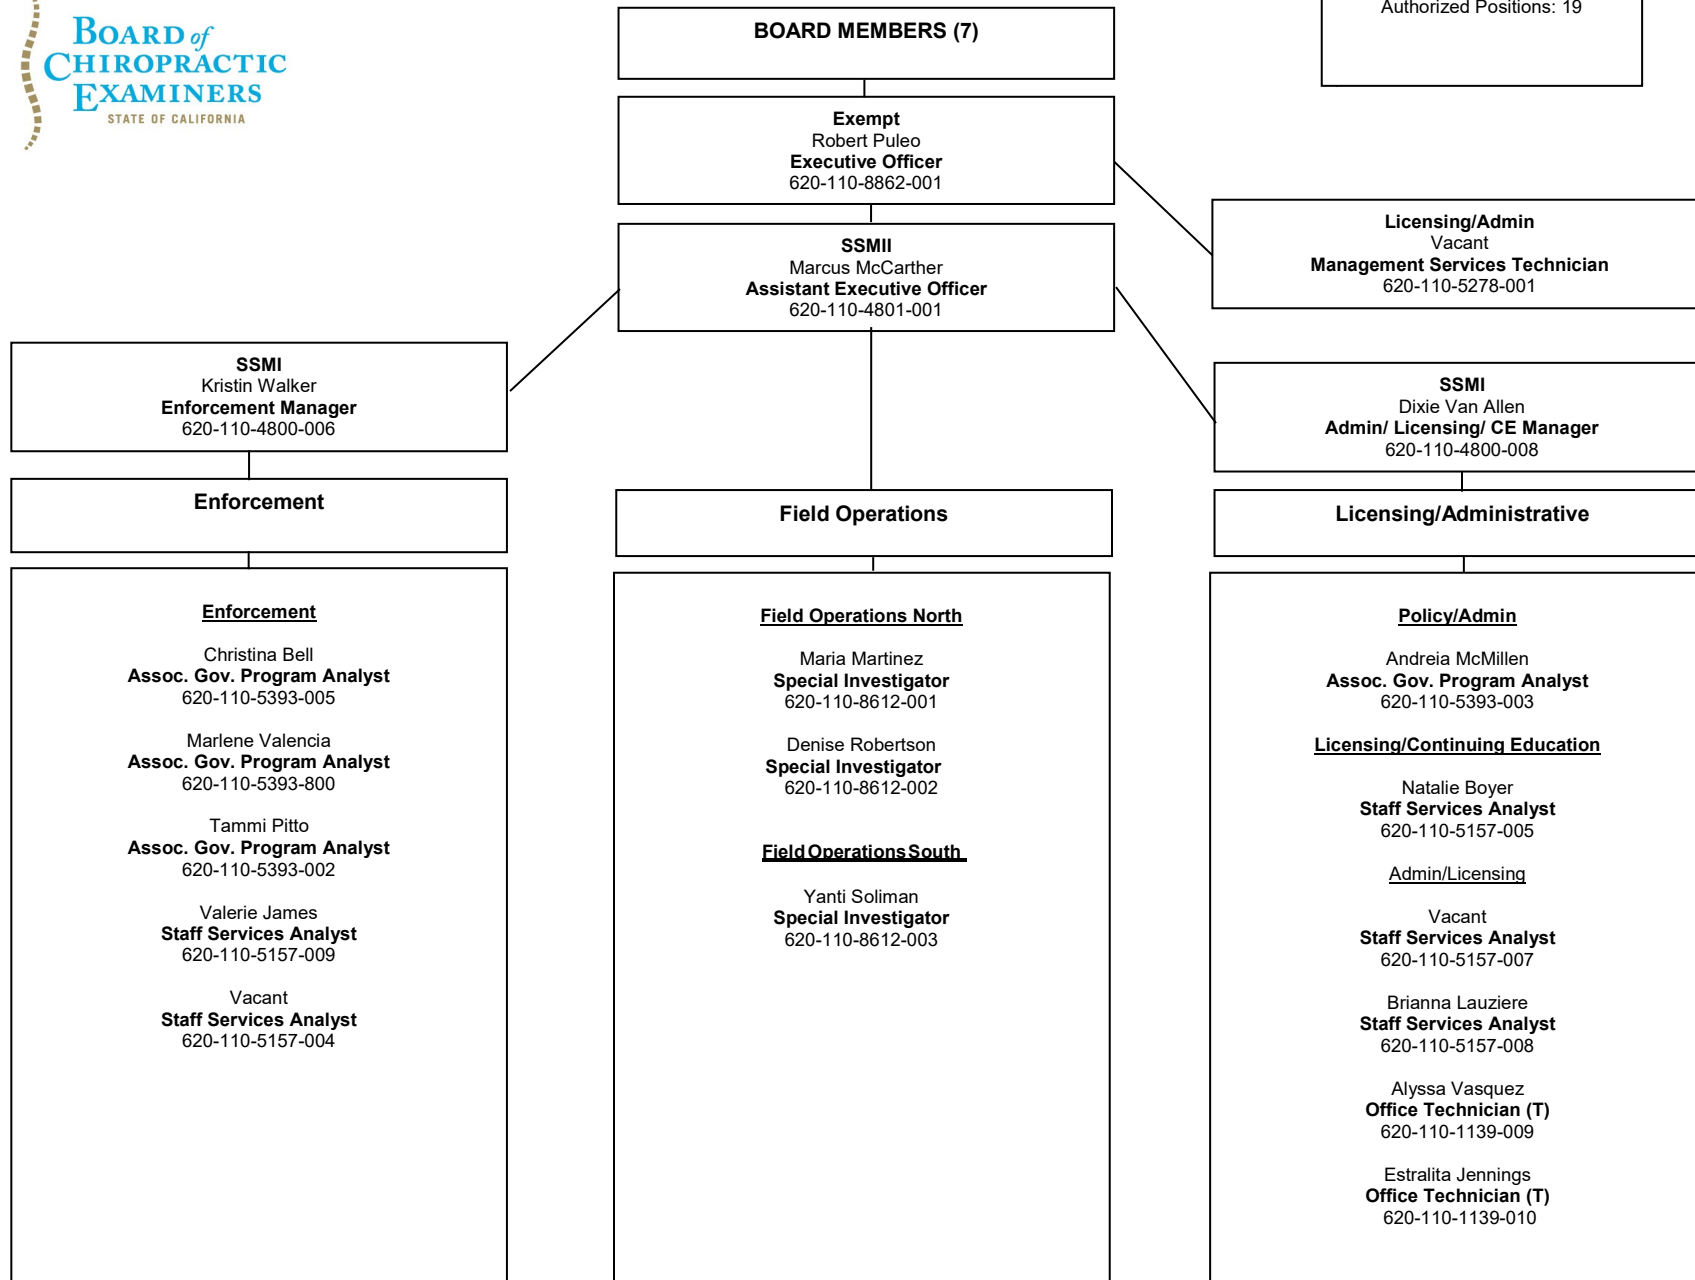 BOARD of
CHIROPRACTIC
EXAMINERS
STATE OF CALIFORNIA
Authorized Positions: 19
BOARD MEMBERS (7)
Exempt
Robert Puleo
Executive Officer
620-110-8862-001
Licensing/Admin
Vacant
Management Services Technician
620-110-5278-001
SSMII
Marcus McCarther
Assistant Executive Officer
620-110-4801-001
SSMI
Kristin Walker
Enforcement Manager
620-110-4800-006
SSMI
Dixie Van Allen
Admin/ Licensing/ CE Manager
620-110-4800-008
Enforcement
Field Operations
Licensing/Administrative
Enforcement
Christina Bell
Assoc. Gov. Program Analyst
620-110-5393-005
Marlene Valencia
Assoc. Gov. Program Analyst
620-110-5393-800
Tammi Pitto
Assoc. Gov. Program Analyst
620-110-5393-002
Valerie James
Staff Services Analyst
620-110-5157-009
Vacant
Staff Services Analyst
620-110-5157-004
Field Operations North
Maria Martinez
Special Investigator
620-110-8612-001
Denise Robertson
Special Investigator
620-110-8612-002
Field Operations South
Yanti Soliman
Special Investigator
620-110-8612-003
Policy/Admin
Andreia McMillen
Assoc. Gov. Program Analyst
620-110-5393-003
Licensing/Continuing Education
Natalie Boyer
Staff Services Analyst
620-110-5157-005
Admin/Licensing
Vacant
Staff Services Analyst
620-110-5157-007
Brianna Lauziere
Staff Services Analyst
620-110-5157-008
Alyssa Vasquez
Office Technician (T)
620-110-1139-009
Estralita Jennings
Office Technician (T)
620-110-1139-010